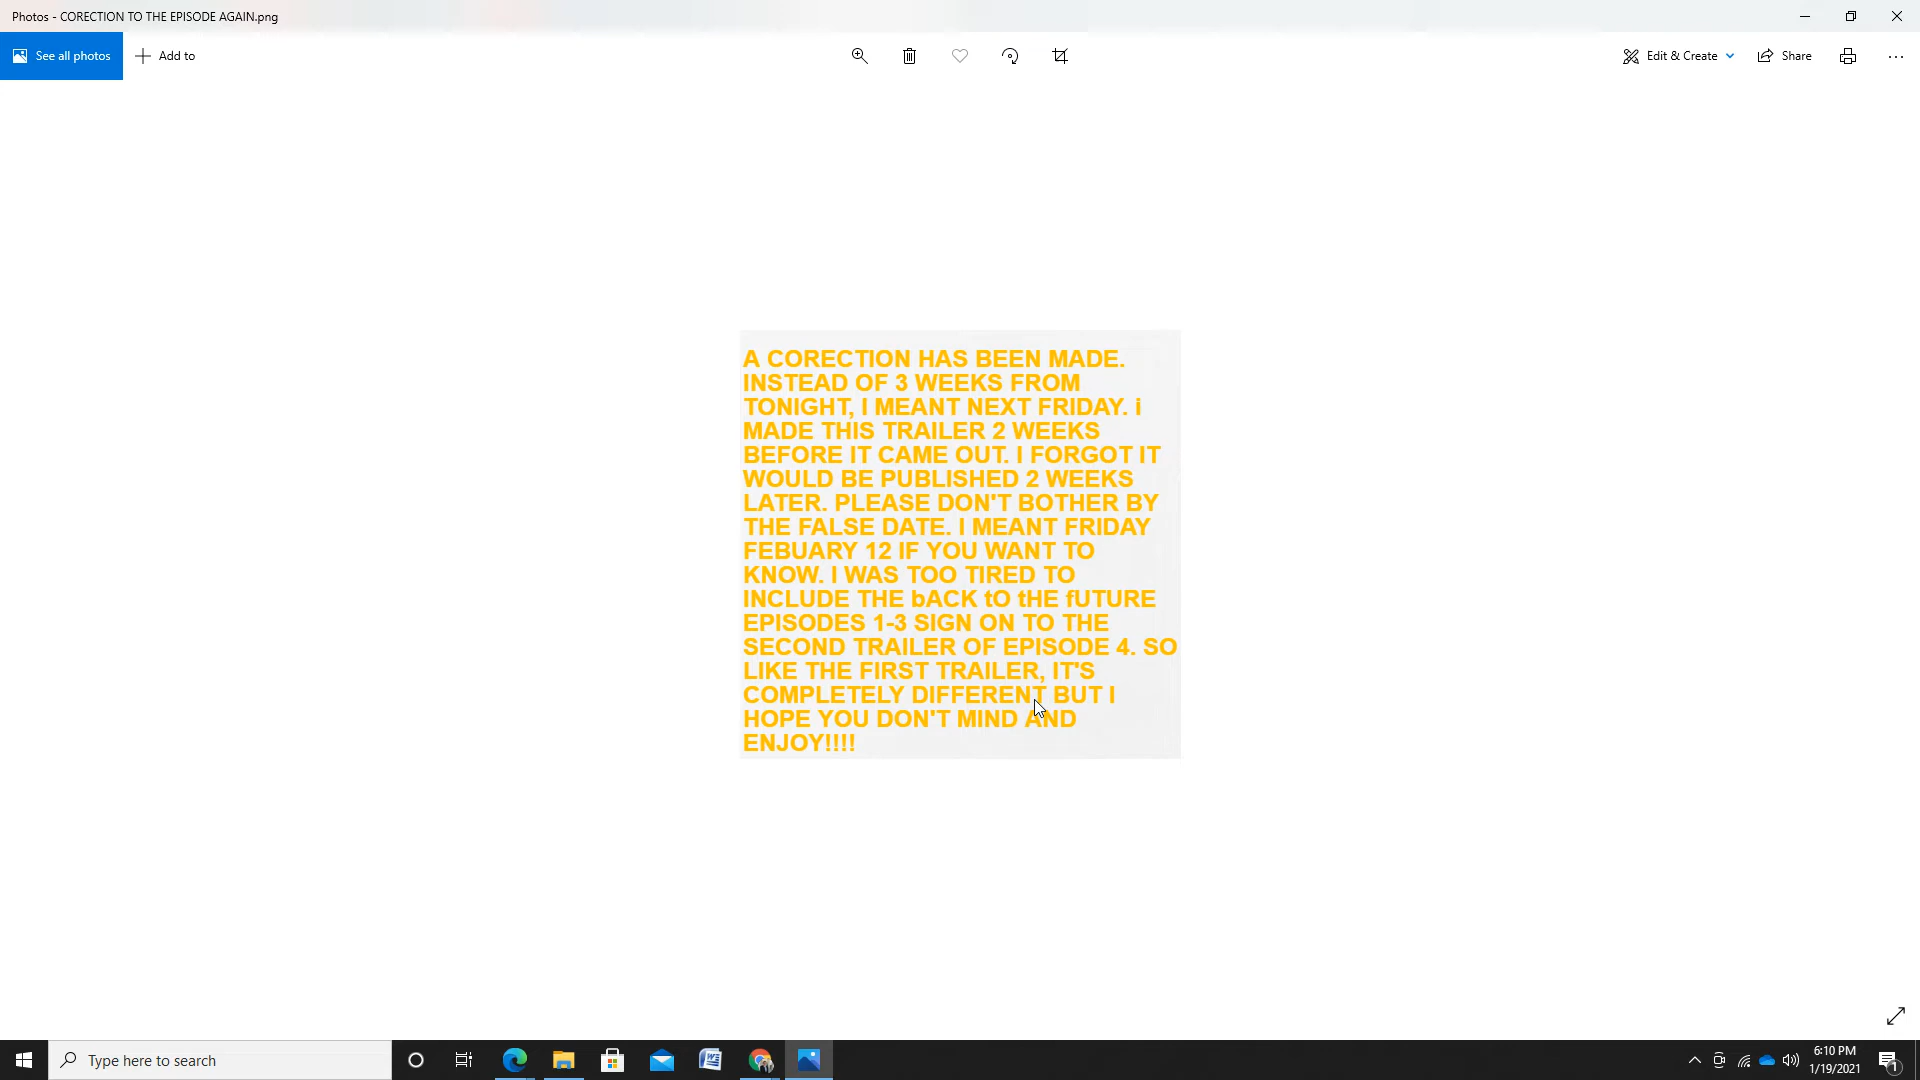 Photos - CORECTION TO THE EPISODE AGAIN.png
See all photos
Add to
Edit & Create
Share
A CORECTION HAS BEEN MADE.
INSTEAD OF 3 WEEKS FROM
TONIGHT, I MEANT NEXT FRIDAY. i
MADE THIS TRAILER 2 WEEKS
BEFORE IT CAME OUT. I FORGOT IT
WOULD BE PUBLISHED 2 WEEKS
LATER. PLEASE DON'T BOTHER BY
THE FALSE DATE. I MEANT FRIDAY
FEBUARY 12 IF YOU WANT TO
KNOW. I WAS TOO TIRED TO
INCLUDE THE bACK tO tHE fUTURE
EPISODES 1-3 SIGN ON TO THE
SECOND TRAILER OF EPISODE 4. SO
LIKE THE FIRST TRAILER, IT'S
COMPLETELY DIFFERENT BUT I
HOPE YOU DON'T MIND AND
ENJOY!!!!
Type here to search
6:10 PM
1/19/2021
1